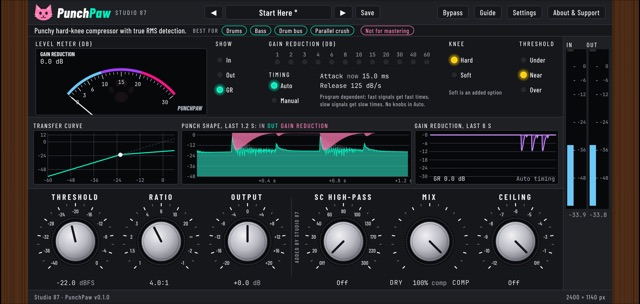 PunchPaw STUDIO 87
Start Here * Save Bypass Guide Settings About & Support
Punchy hard-knee compressor with true RMS detection. BEST FOR Drums Bass Drum bus Parallel crush Not for mastering
LEVEL METER (DB) SHOW GAIN REDUCTION (DB) KNEE THRESHOLD IN OUT
GAIN REDUCTION
0.0 dB
In Out GR
TIMING
Auto
Manual
Attack now 15.0 ms
Release 125 dB/s
Program dependent: fast signals get fast times,
slow signals get slow times. No knobs in Auto.
Hard
Soft
Soft is an added option
Under
Near
Over
PUNCHPAW
TRANSFER CURVE PUNCH SHAPE, LAST 1.2 S: IN OUT GAIN REDUCTION GAIN REDUCTION, LAST 6 S
GR 0.0 dB Auto timing
-33.9 -33.8
THRESHOLD RATIO OUTPUT SC HIGH-PASS MIX CEILING
ADDED BY STUDIO 87
-22.0 dBFS 4.0:1 +0.0 dB Off DRY 100% comp COMP Off
Studio 87 · PunchPaw v0.1.0 2400 × 1140 px